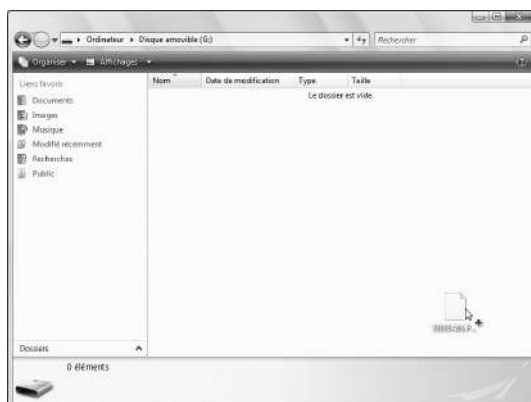 Ordinateur ▸ Disque amovible (G:)
Rechercher
Organiser
Affichages
Liens favoris
Documents
Images
Musique
Modifié récemment
Recherches
Public
Dossiers
Nom
Date de modification
Type
Taille
Le dossier est vide.
0 éléments